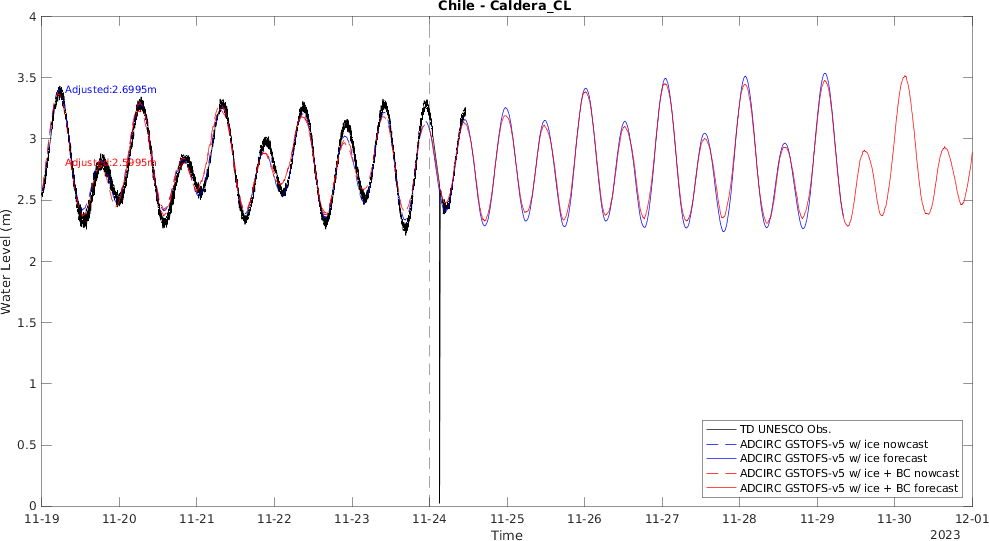 Chile - Caldera_CL
4
3.5
3
2.5
2
1.5
1
0.5
0
Water Level (m)
Adjusted:2.6995m
Adjusted:2.5995m
TD UNESCO Obs.
ADCIRC GSTOFS-v5 w/ ice nowcast
ADCIRC GSTOFS-v5 w/ ice forecast
ADCIRC GSTOFS-v5 w/ ice + BC nowcast
ADCIRC GSTOFS-v5 w/ ice + BC forecast
11-19 11-20 11-21 11-22 11-23 11-24 11-25 11-26 11-27 11-28 11-29 11-30 12-01
Time
2023